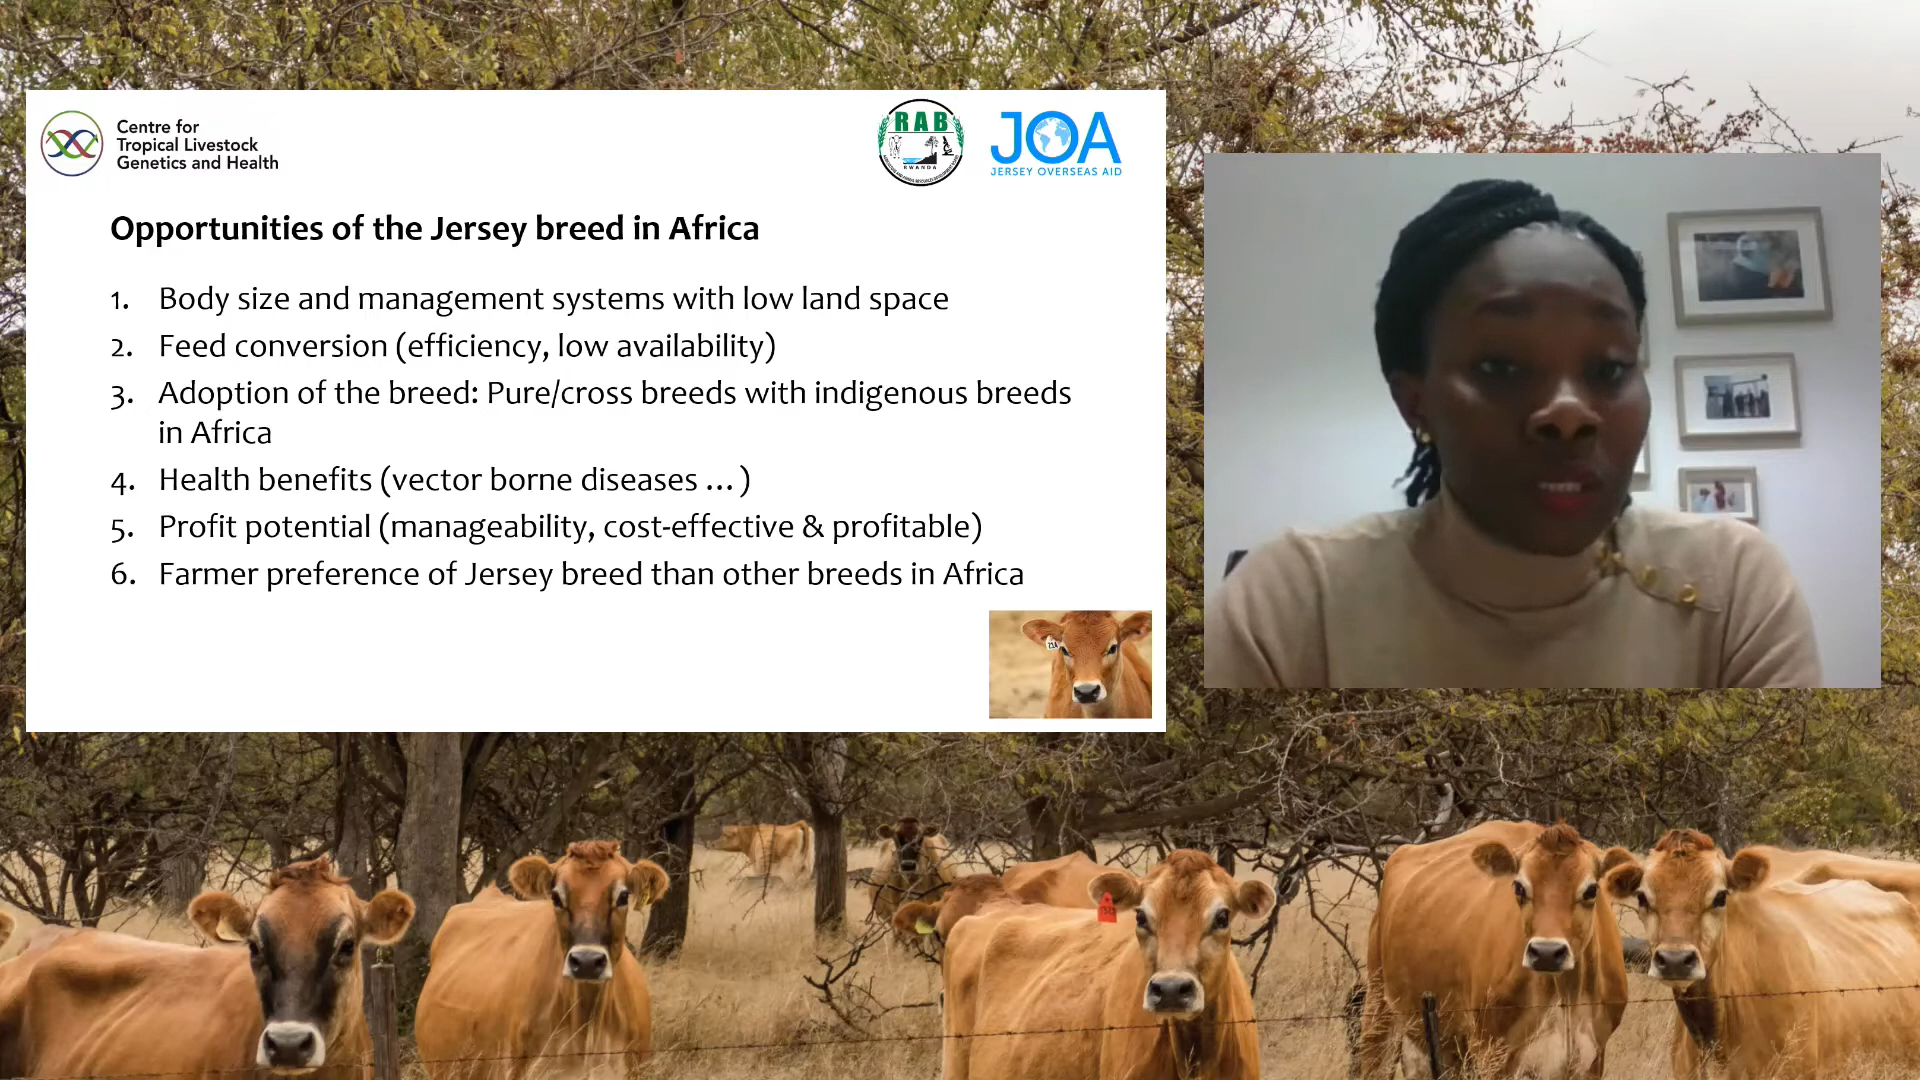 Centre for
Tropical Livestock
Genetics and Health
RAB
RWANDA
JOA
JERSEY OVERSEAS AID
Opportunities of the Jersey breed in Africa
1. Body size and management systems with low land space
2. Feed conversion (efficiency, low availability)
3. Adoption of the breed: Pure/cross breeds with indigenous breeds
in Africa
4. Health benefits (vector borne diseases …)
5. Profit potential (manageability, cost-effective & profitable)
6. Farmer preference of Jersey breed than other breeds in Africa